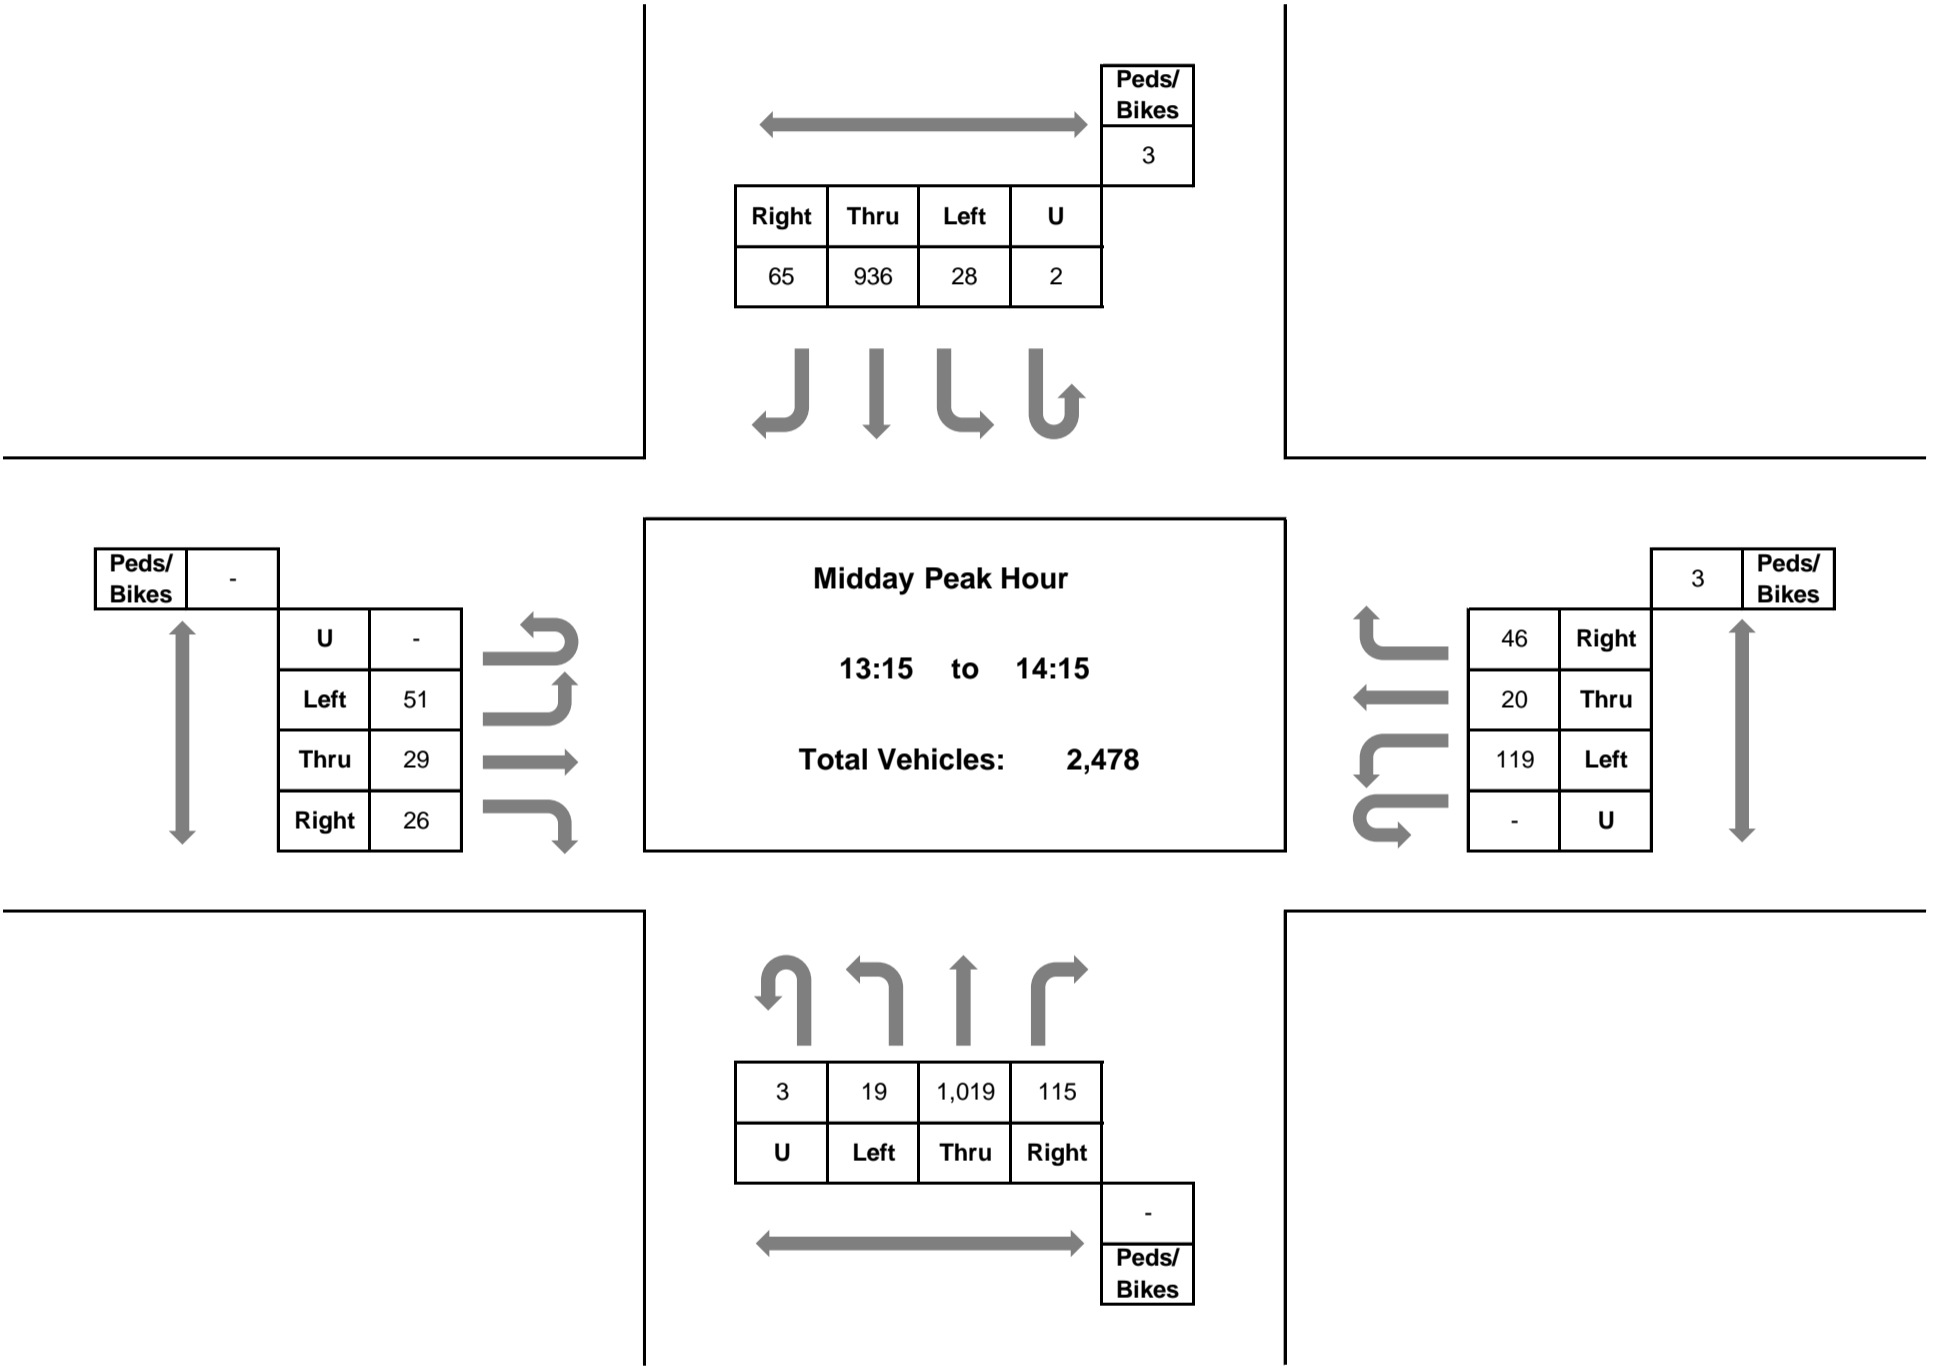 Peds/
Bikes
3
Right Thru Left U
65 936 28 2
Peds/
Bikes
-
U -
Left 51
Thru 29
Right 26
Midday Peak Hour
13:15 to 14:15
Total Vehicles: 2,478
3
Peds/
Bikes
46 Right
20 Thru
119 Left
- U
3 19 1,019 115
U Left Thru Right
-
Peds/
Bikes